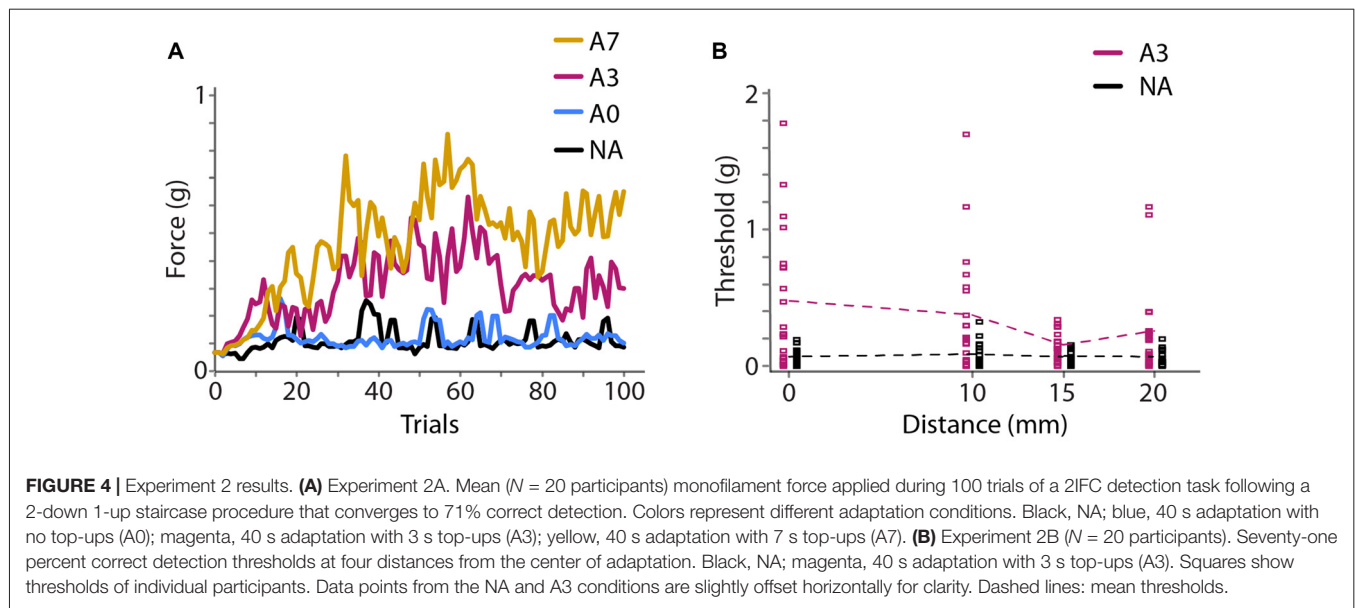 A
A7
A3
A0
NA
1
Force (g)
0
0 20 40 60 80 100
Trials
B
A3
NA
2
Threshold (g)
1
0
0 10 15 20
Distance (mm)
FIGURE 4 | Experiment 2 results. (A) Experiment 2A. Mean (N = 20 participants) monofilament force applied during 100 trials of a 2IFC detection task following a
2-down 1-up staircase procedure that converges to 71% correct detection. Colors represent different adaptation conditions. Black, NA; blue, 40 s adaptation with
no top-ups (A0); magenta, 40 s adaptation with 3 s top-ups (A3); yellow, 40 s adaptation with 7 s top-ups (A7). (B) Experiment 2B (N = 20 participants). Seventy-one
percent correct detection thresholds at four distances from the center of adaptation. Black, NA; magenta, 40 s adaptation with 3 s top-ups (A3). Squares show
thresholds of individual participants. Data points from the NA and A3 conditions are slightly offset horizontally for clarity. Dashed lines: mean thresholds.